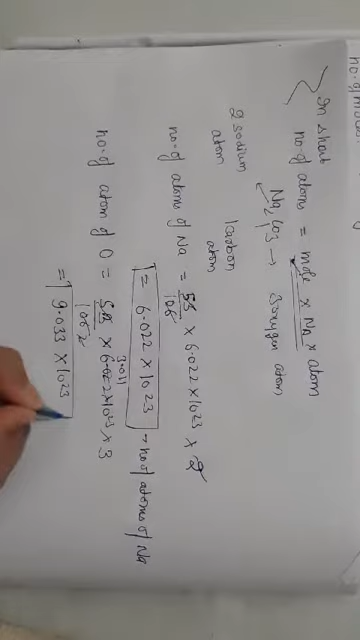 In short
no. of atoms = mole × NA × atom
Na2CO3 → 3 oxygen atom
2 sodium atom
1 carbon atom
no. of atoms of Na = 53/106 × 6.022 × 10^23 × 2
= 6.022 × 10^23 → no of atoms of Na
3.011
no. of atom of O = 53/106 2 × 6.022 × 10^23 × 3
= 9.033 × 10^23